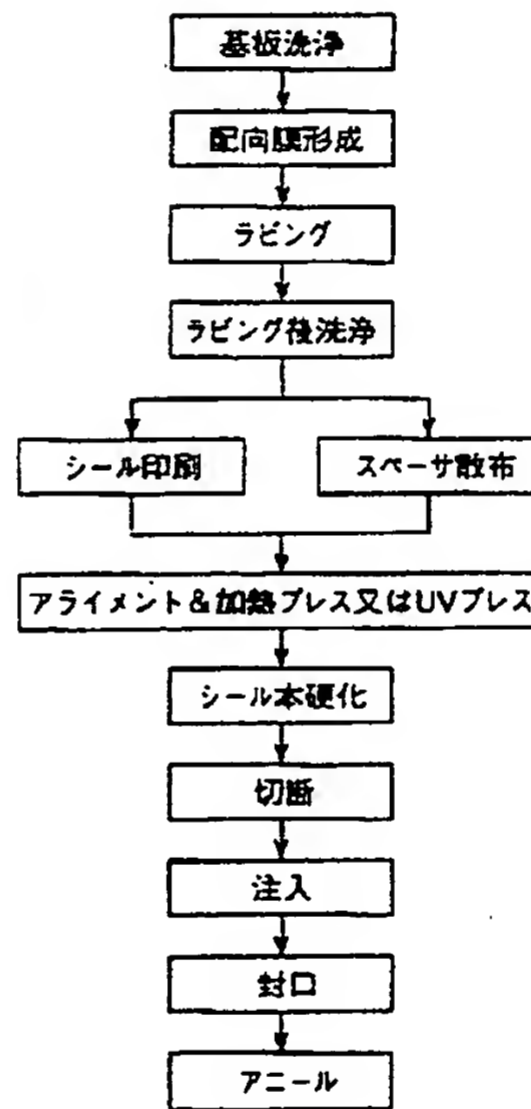 基板洗浄
配向膜形成
ラビング
ラビング後洗浄
シール印刷
スペーサ散布
アライメント&加熱プレス又はUVプレス
シール本硬化
切断
注入
封口
アニール